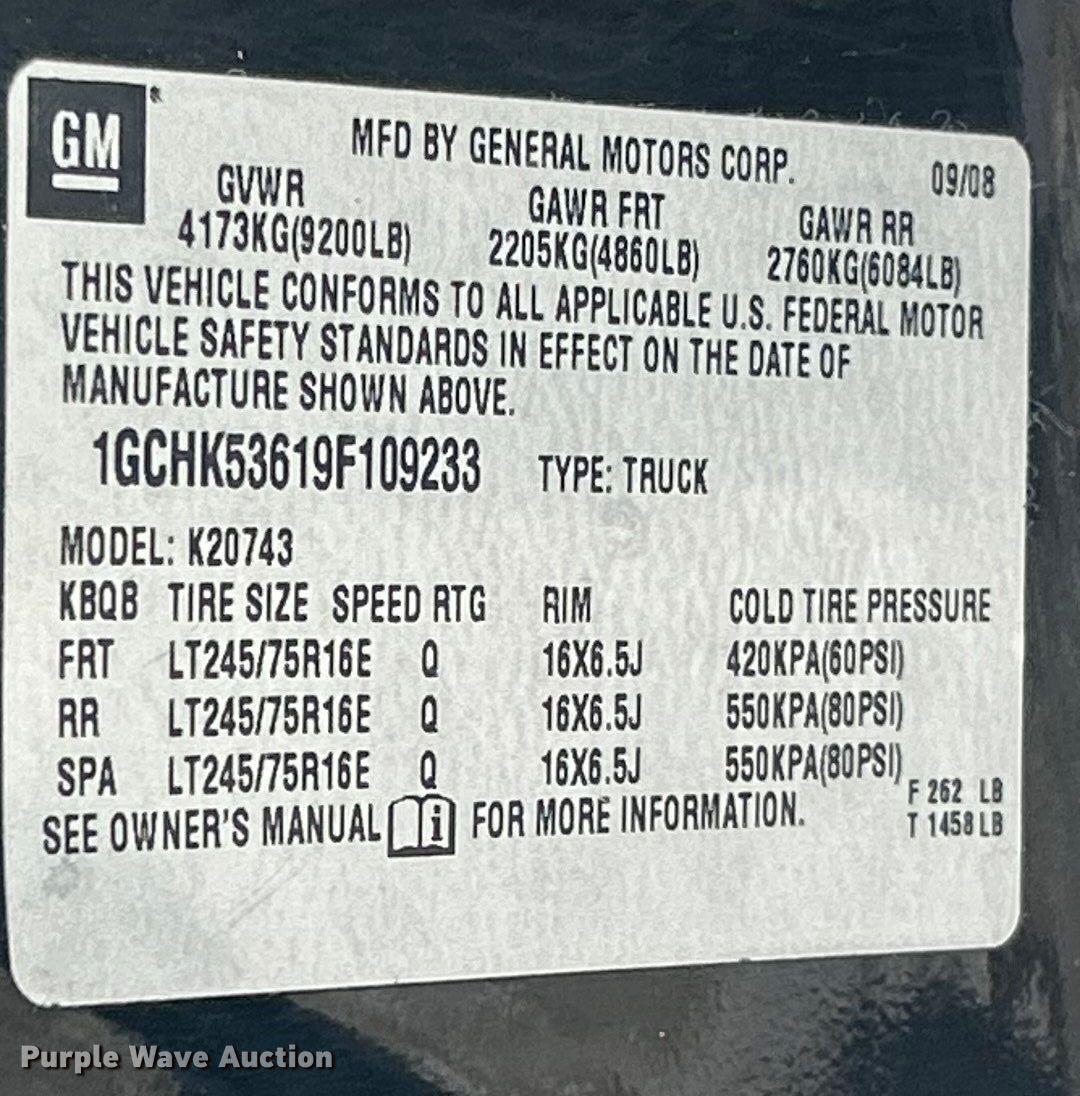 GM
MFD BY GENERAL MOTORS CORP. 09/08
GVWR GAWR FRT GAWR RR
4173KG(9200LB) 2205KG(4860LB) 2760KG(6084LB)
THIS VEHICLE CONFORMS TO ALL APPLICABLE U.S. FEDERAL MOTOR
VEHICLE SAFETY STANDARDS IN EFFECT ON THE DATE OF
MANUFACTURE SHOWN ABOVE.
1GCHK53619F109233 TYPE: TRUCK
MODEL: K20743
KBQB TIRE SIZE SPEED RTG RIM COLD TIRE PRESSURE
FRT LT245/75R16E Q 16X6.5J 420KPA(60PSI)
RR LT245/75R16E Q 16X6.5J 550KPA(80PSI)
SPA LT245/75R16E Q 16X6.5J 550KPA(80PSI)
SEE OWNER'S MANUAL i FOR MORE INFORMATION.
F 262 LB
T 1458 LB
Purple Wave Auction